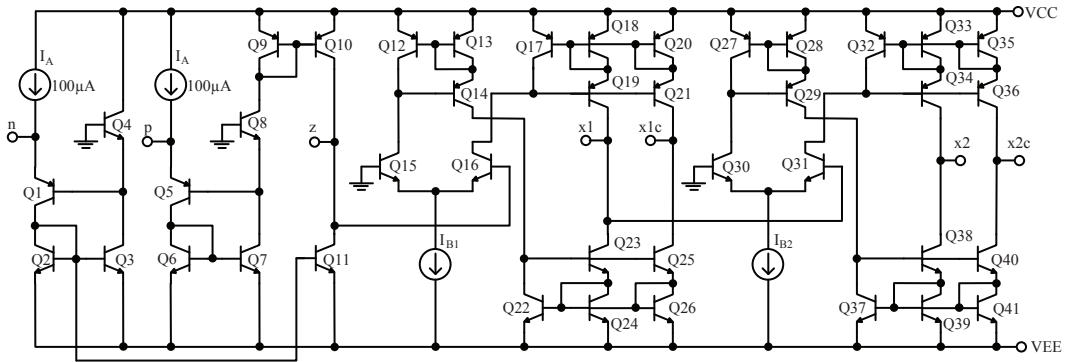 VCC
Q9 Q10 Q12 Q13 Q17 Q18 Q20 Q27 Q28 Q32 Q33 Q35
I_A 100μA I_A 100μA
Q19 Q34
Q14 Q21 Q29 Q36
n Q4 p Q8 z x1 x1c x2 x2c
Q15 Q16 Q30 Q31
Q1 Q5
I_B1 Q23 I_B2 Q38
Q2 Q3 Q6 Q7 Q11 Q25 Q40
Q22 Q26 Q37 Q41
Q24 Q39
VEE